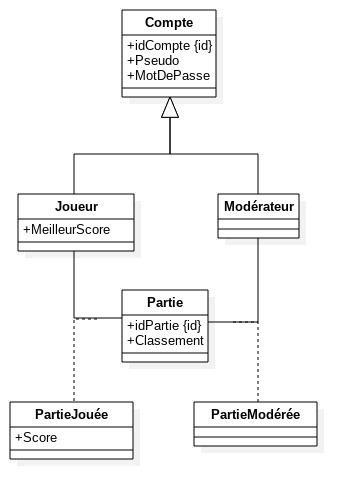 Compte
+idCompte {id}
+Pseudo
+MotDePasse
Joueur
+MeilleurScore
Modérateur
Partie
+idPartie {id}
+Classement
PartieJouée
+Score
PartieModérée